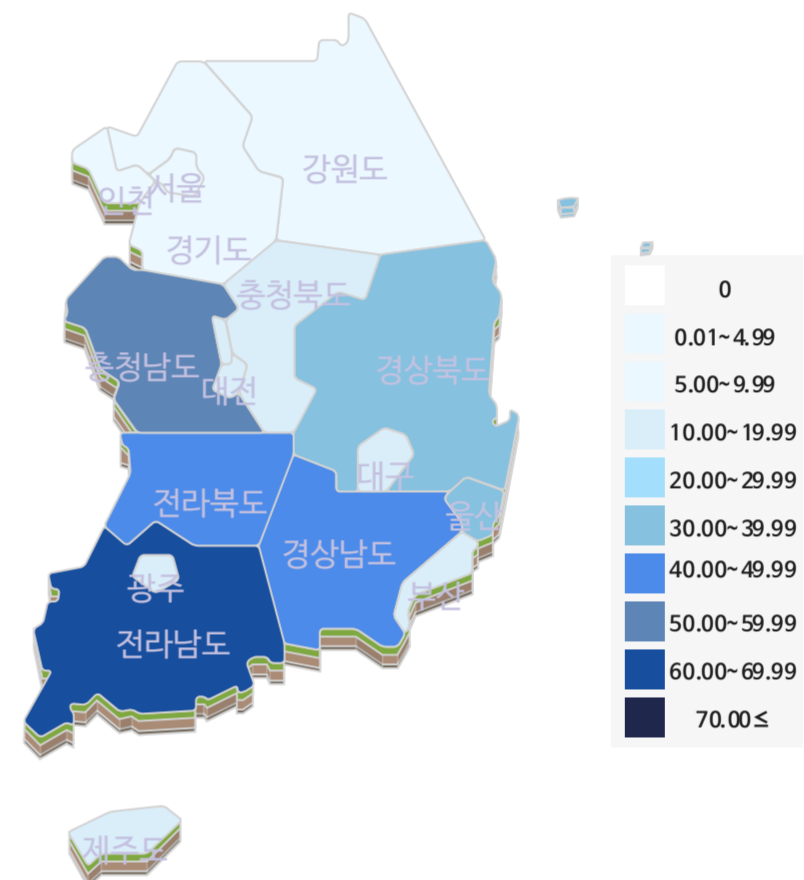 강원도
서울
인천
경기도
충청북도
충청남도
경상북도
대전
대구
전라북도
울산
경상남도
광주
부산
전라남도
제주도
0
0.01~4.99
5.00~9.99
10.00~19.99
20.00~29.99
30.00~39.99
40.00~49.99
50.00~59.99
60.00~69.99
70.00≤